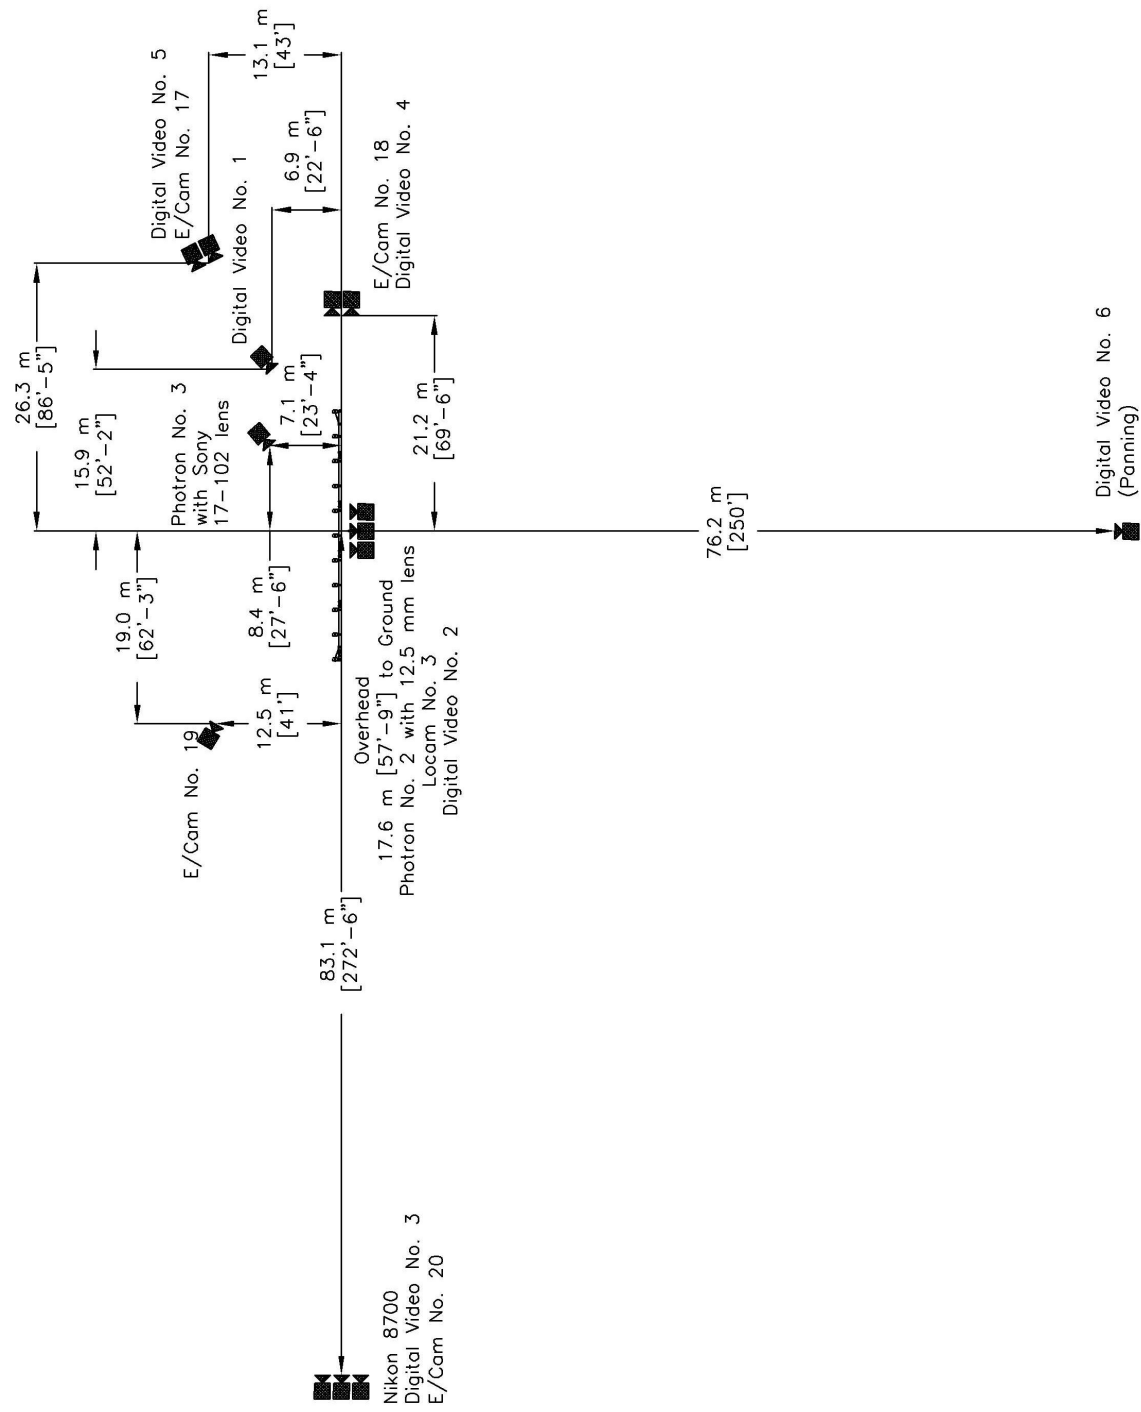 26.3 m
[86'-5"]
15.9 m
[52'-2"]
19.0 m
[62'-3"]
Digital Video No. 5
E/Cam No. 17
13.1 m
[43']
Digital Video No. 1
6.9 m
[22'-6"]
Photron No. 3
with Sony
17-102 lens
7.1 m
[23'-4"]
8.4 m
[27'-6"]
E/Cam No. 19
12.5 m
[41']
E/Cam No. 18
Digital Video No. 4
21.2 m
[69'-6"]
Overhead
17.6 m [57'-9"] to Ground
Photron No. 2 with 12.5 mm lens
Locam No. 3
Digital Video No. 2
83.1 m
[272'-6"]
76.2 m
[250']
Nikon 8700
Digital Video No. 3
E/Cam No. 20
Digital Video No. 6
(Panning)